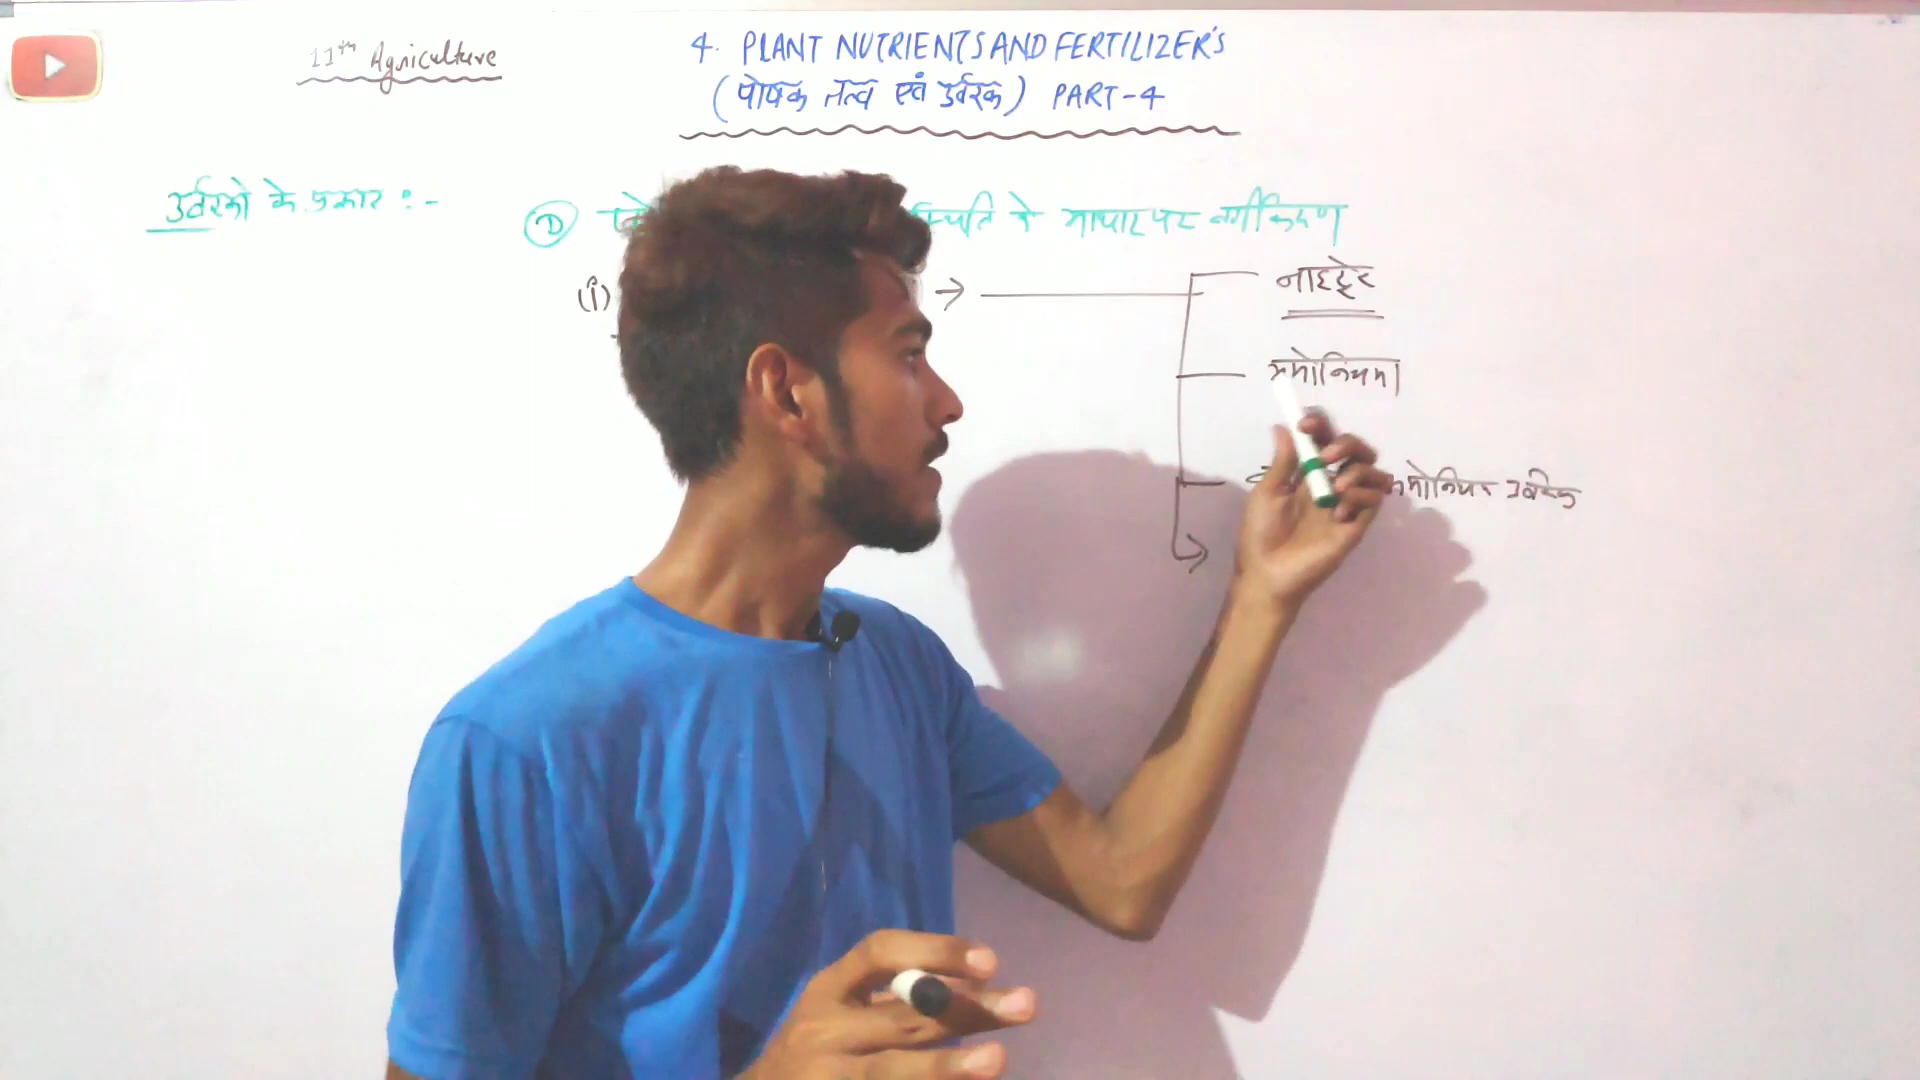 11th Agriculture
4. PLANT NUTRIENTS AND FERTILIZER'S
(पोषक तत्व एवं उर्वरक) PART-4
उर्वरको के प्रकार :-
D के आधार पर वर्गीकरण
(i) → नाइट्रेट
अमोनियम
अमोनियम उर्वरक